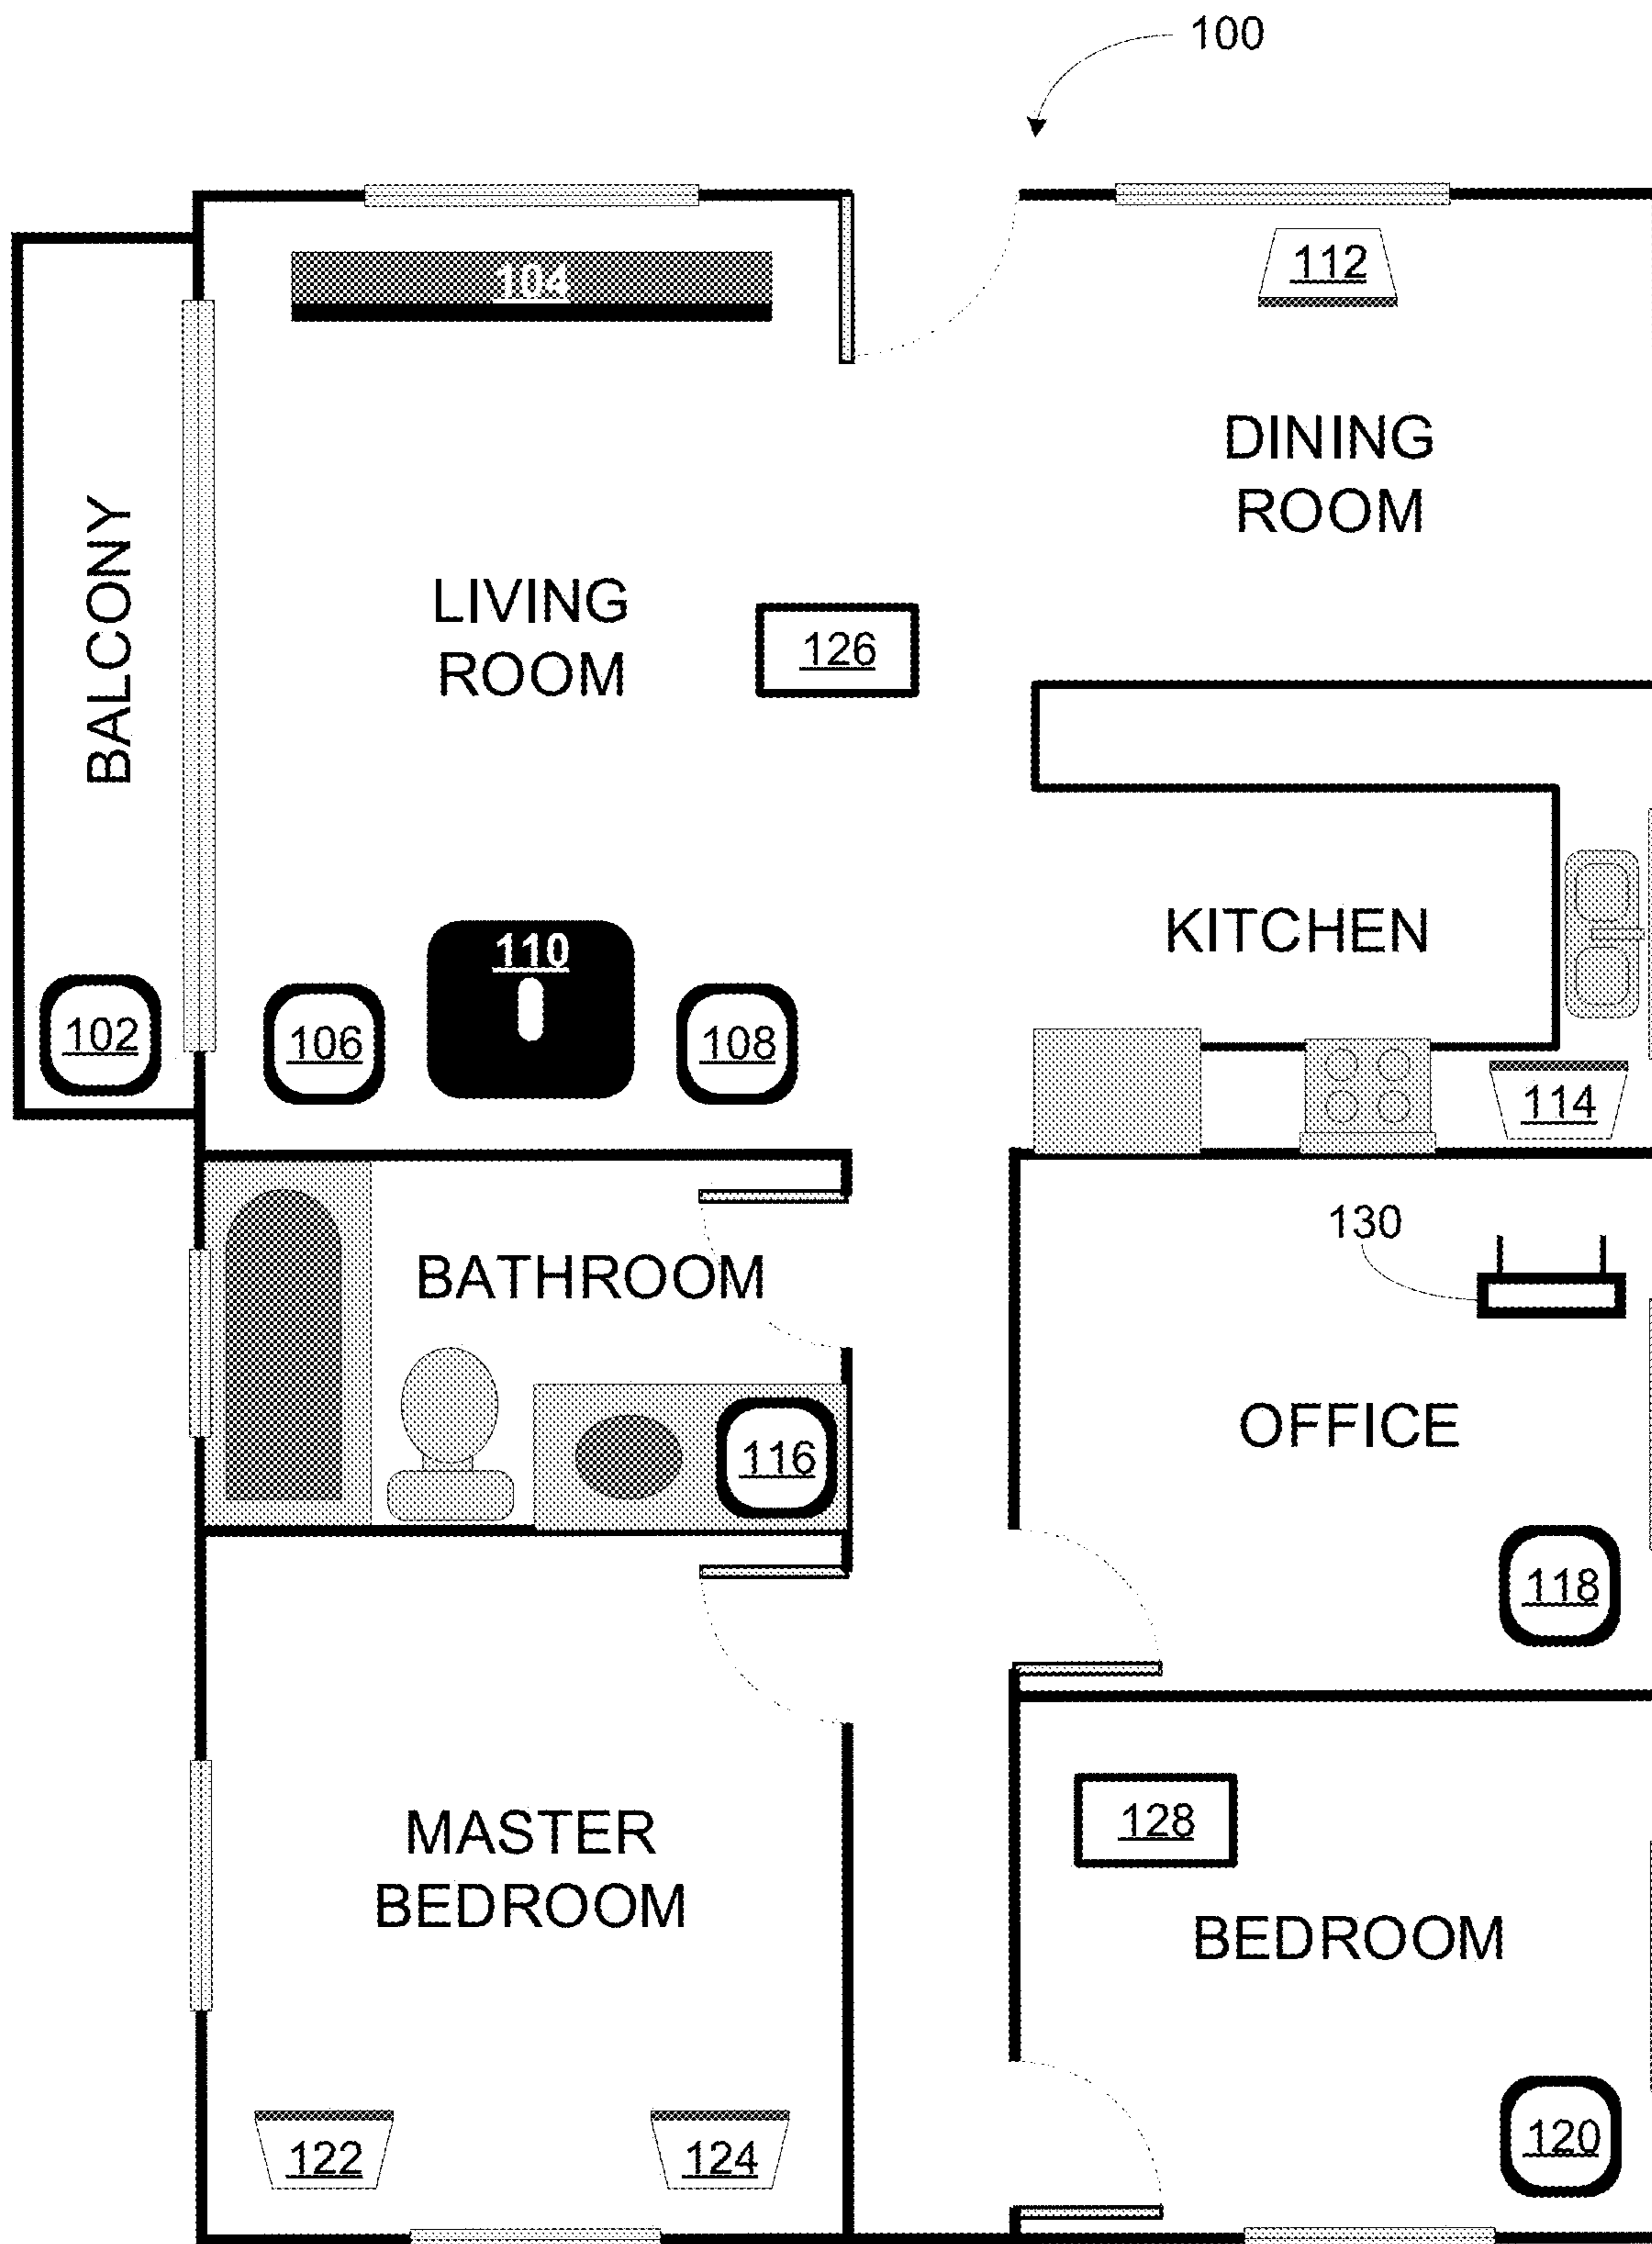 100
104
112
DINING
ROOM
BALCONY
LIVING
ROOM
126
KITCHEN
110
102
106
108
114
130
BATHROOM
OFFICE
116
118
128
MASTER
BEDROOM
BEDROOM
120
122
124